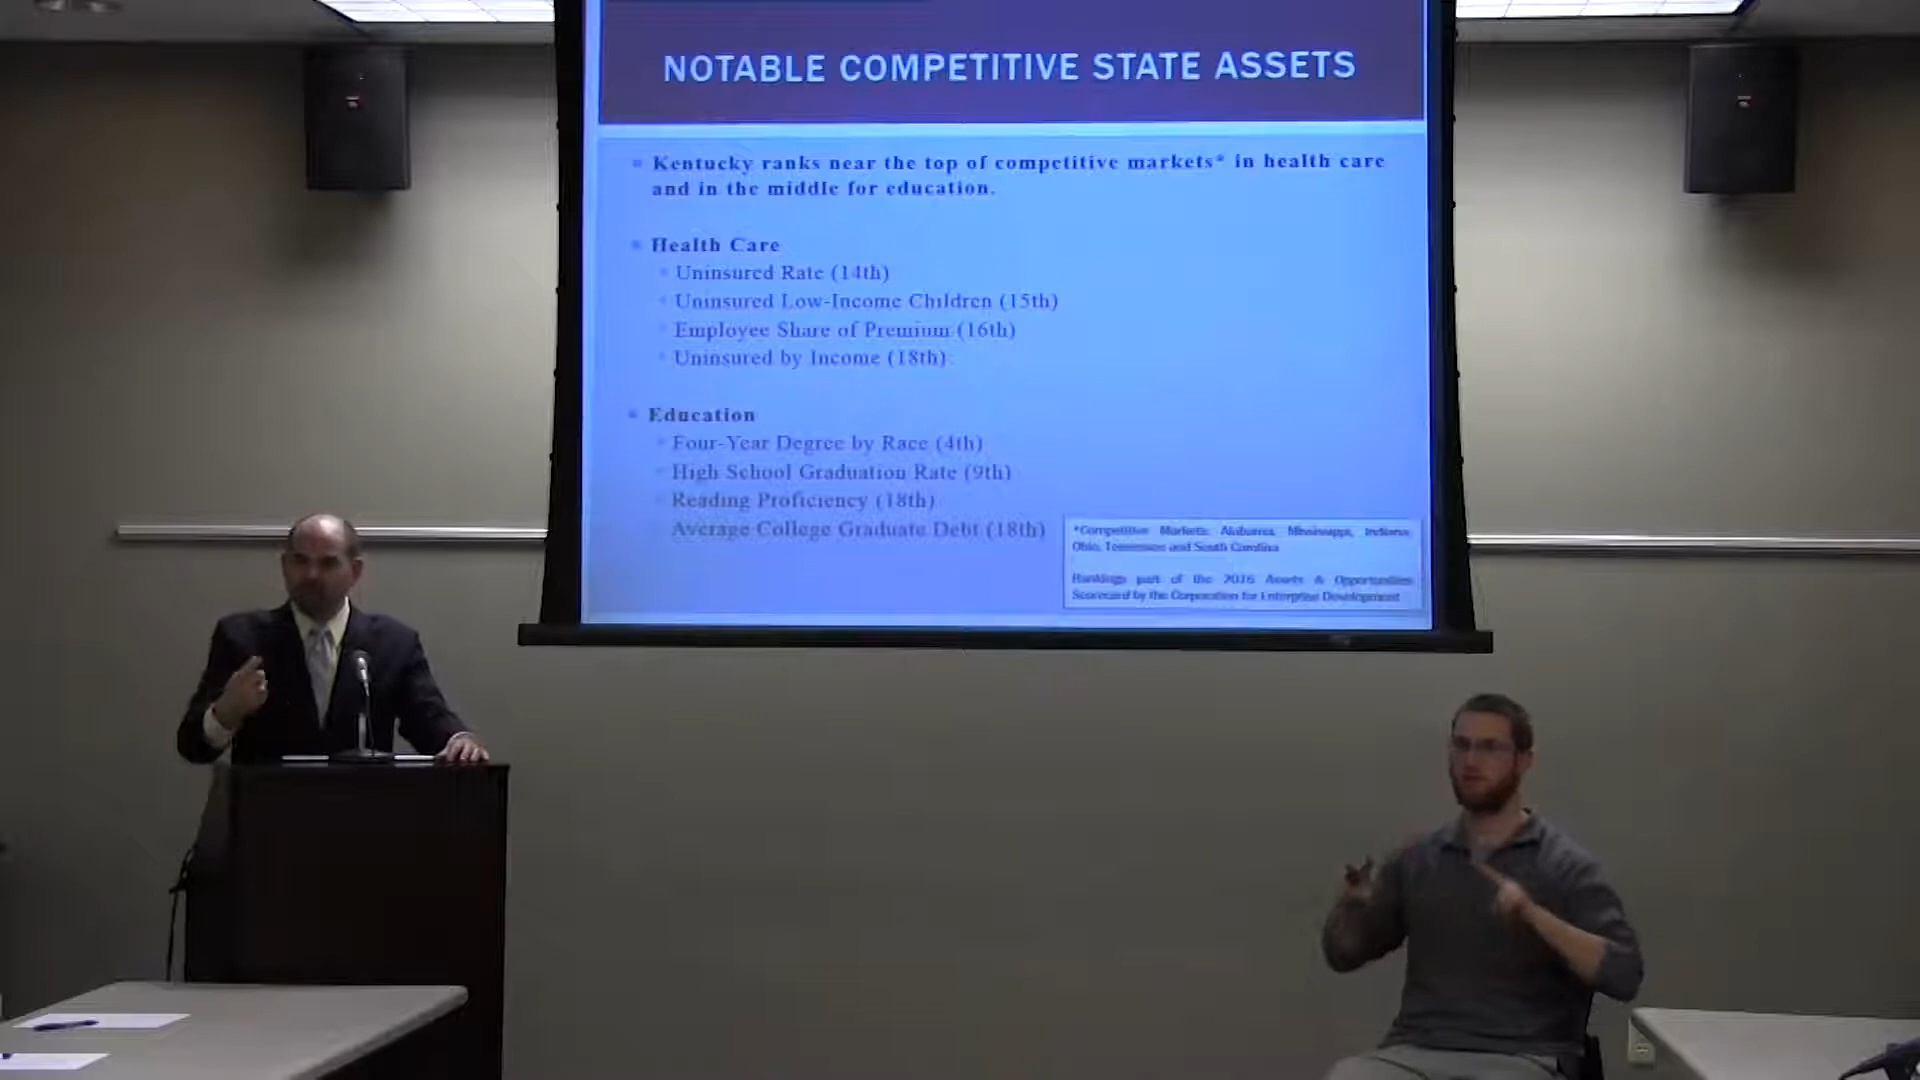 NOTABLE COMPETITIVE STATE ASSETS
Kentucky ranks near the top of competitive markets* in health care
and in the middle for education.
Health Care
Uninsured Rate (14th)
Uninsured Low-Income Children (15th)
Employee Share of Premium (16th)
Uninsured by Income (18th)
Education
Four-Year Degree by Race (4th)
High School Graduation Rate (9th)
Reading Proficiency (18th)
Average College Graduate Debt (18th)
*Competitive Markets: Alabama, Mississippi, Indiana
Ohio, Tennessee and South Carolina
Rankings part of the 2016 Assets & Opportunities
Scorecard by the Corporation for Enterprise Development